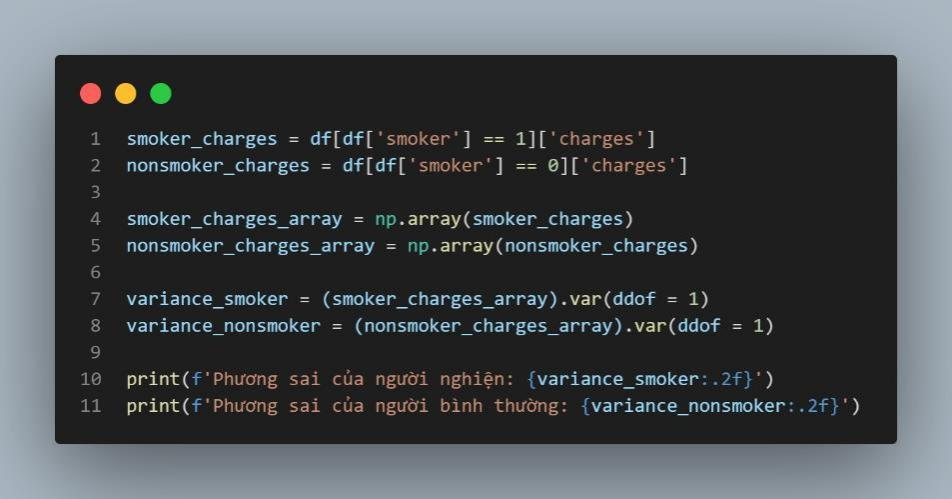 1 smoker_charges = df[df['smoker'] == 1]['charges']
2 nonsmoker_charges = df[df['smoker'] == 0]['charges']
3
4 smoker_charges_array = np.array(smoker_charges)
5 nonsmoker_charges_array = np.array(nonsmoker_charges)
6
7 variance_smoker = (smoker_charges_array).var(ddof = 1)
8 variance_nonsmoker = (nonsmoker_charges_array).var(ddof = 1)
9
10 print(f'Phương sai của người nghiện: {variance_smoker:.2f}')
11 print(f'Phương sai của người bình thường: {variance_nonsmoker:.2f}')